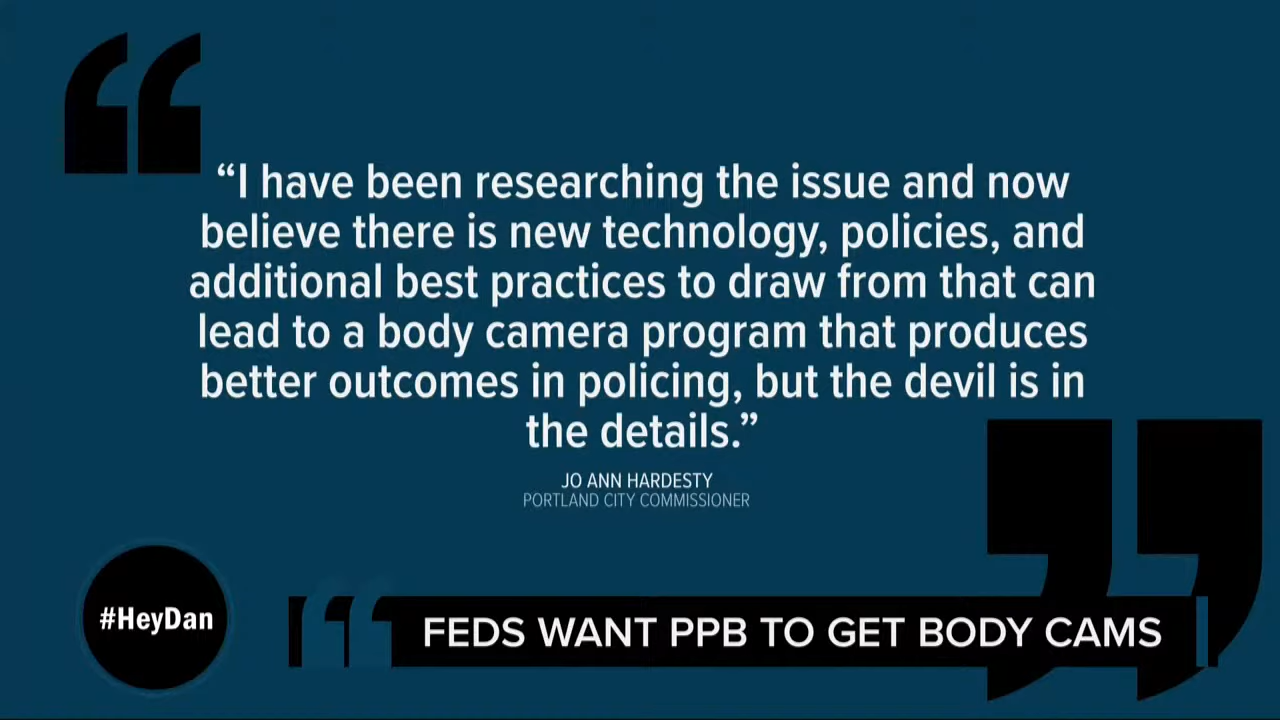 “I have been researching the issue and now
believe there is new technology, policies, and
additional best practices to draw from that can
lead to a body camera program that produces
better outcomes in policing, but the devil is in
the details.”
JO ANN HARDESTY
PORTLAND CITY COMMISSIONER
#HeyDan
FEDS WANT PPB TO GET BODY CAMS